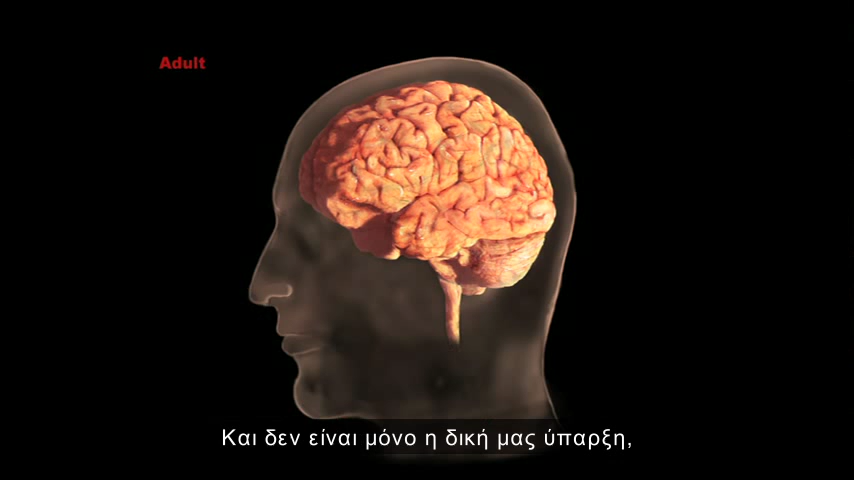 Adult
Και δεν είναι μόνο η δική μας ύπαρξη,